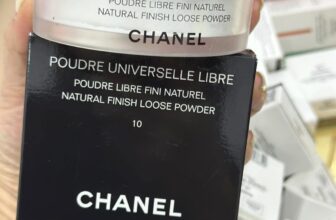 POUDRE LIBRE FINI NATUREL
NATURAL FINISH LOOSE POWDER
CHANEL
POUDRE UNIVERSELLE LIBRE
POUDRE LIBRE FINI NATUREL
NATURAL FINISH LOOSE POWDER
10
CHANEL